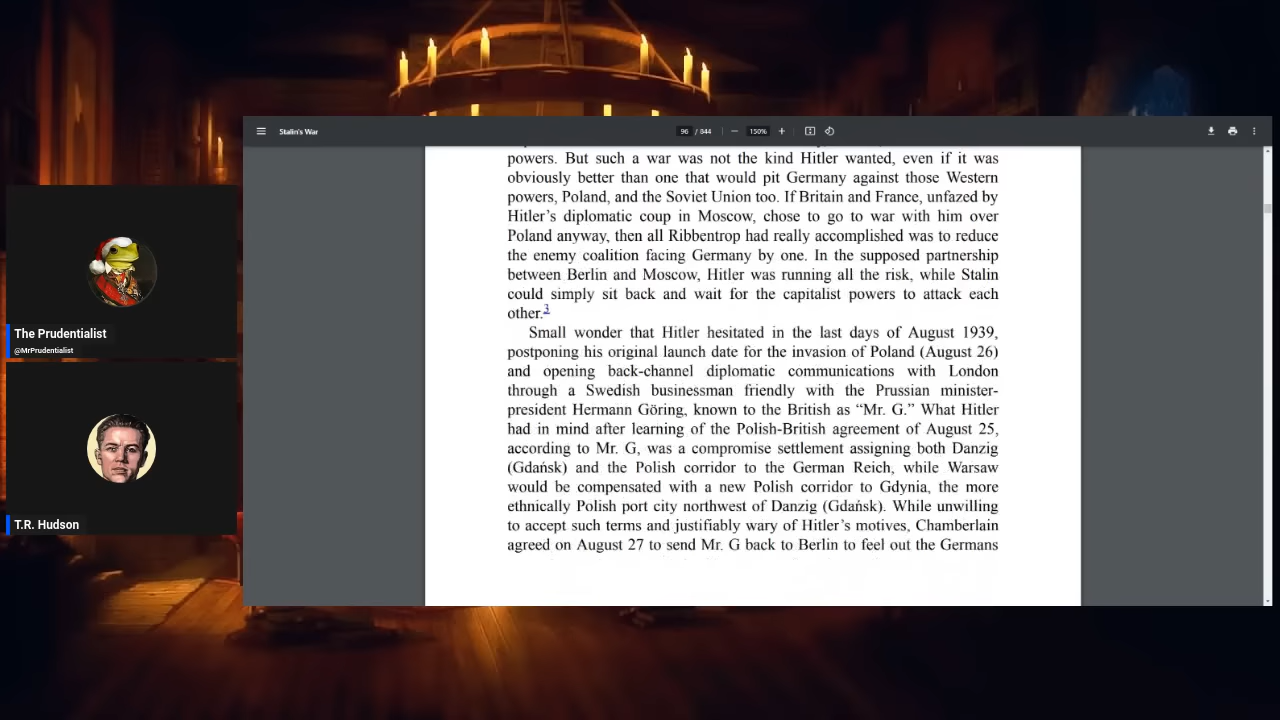 Stalin's War
96 / 844
150%
powers. But such a war was not the kind Hitler wanted, even if it was
obviously better than one that would pit Germany against those Western
powers, Poland, and the Soviet Union too. If Britain and France, unfazed by
Hitler's diplomatic coup in Moscow, chose to go to war with him over
Poland anyway, then all Ribbentrop had really accomplished was to reduce
the enemy coalition facing Germany by one. In the supposed partnership
between Berlin and Moscow, Hitler was running all the risk, while Stalin
could simply sit back and wait for the capitalist powers to attack each
other.3
Small wonder that Hitler hesitated in the last days of August 1939,
postponing his original launch date for the invasion of Poland (August 26)
and opening back-channel diplomatic communications with London
through a Swedish businessman friendly with the Prussian minister-
president Hermann Göring, known to the British as “Mr. G.” What Hitler
had in mind after learning of the Polish-British agreement of August 25,
according to Mr. G, was a compromise settlement assigning both Danzig
(Gdańsk) and the Polish corridor to the German Reich, while Warsaw
would be compensated with a new Polish corridor to Gdynia, the more
ethnically Polish port city northwest of Danzig (Gdańsk). While unwilling
to accept such terms and justifiably wary of Hitler's motives, Chamberlain
agreed on August 27 to send Mr. G back to Berlin to feel out the Germans
The Prudentialist
@MrPrudentialist
T.R. Hudson